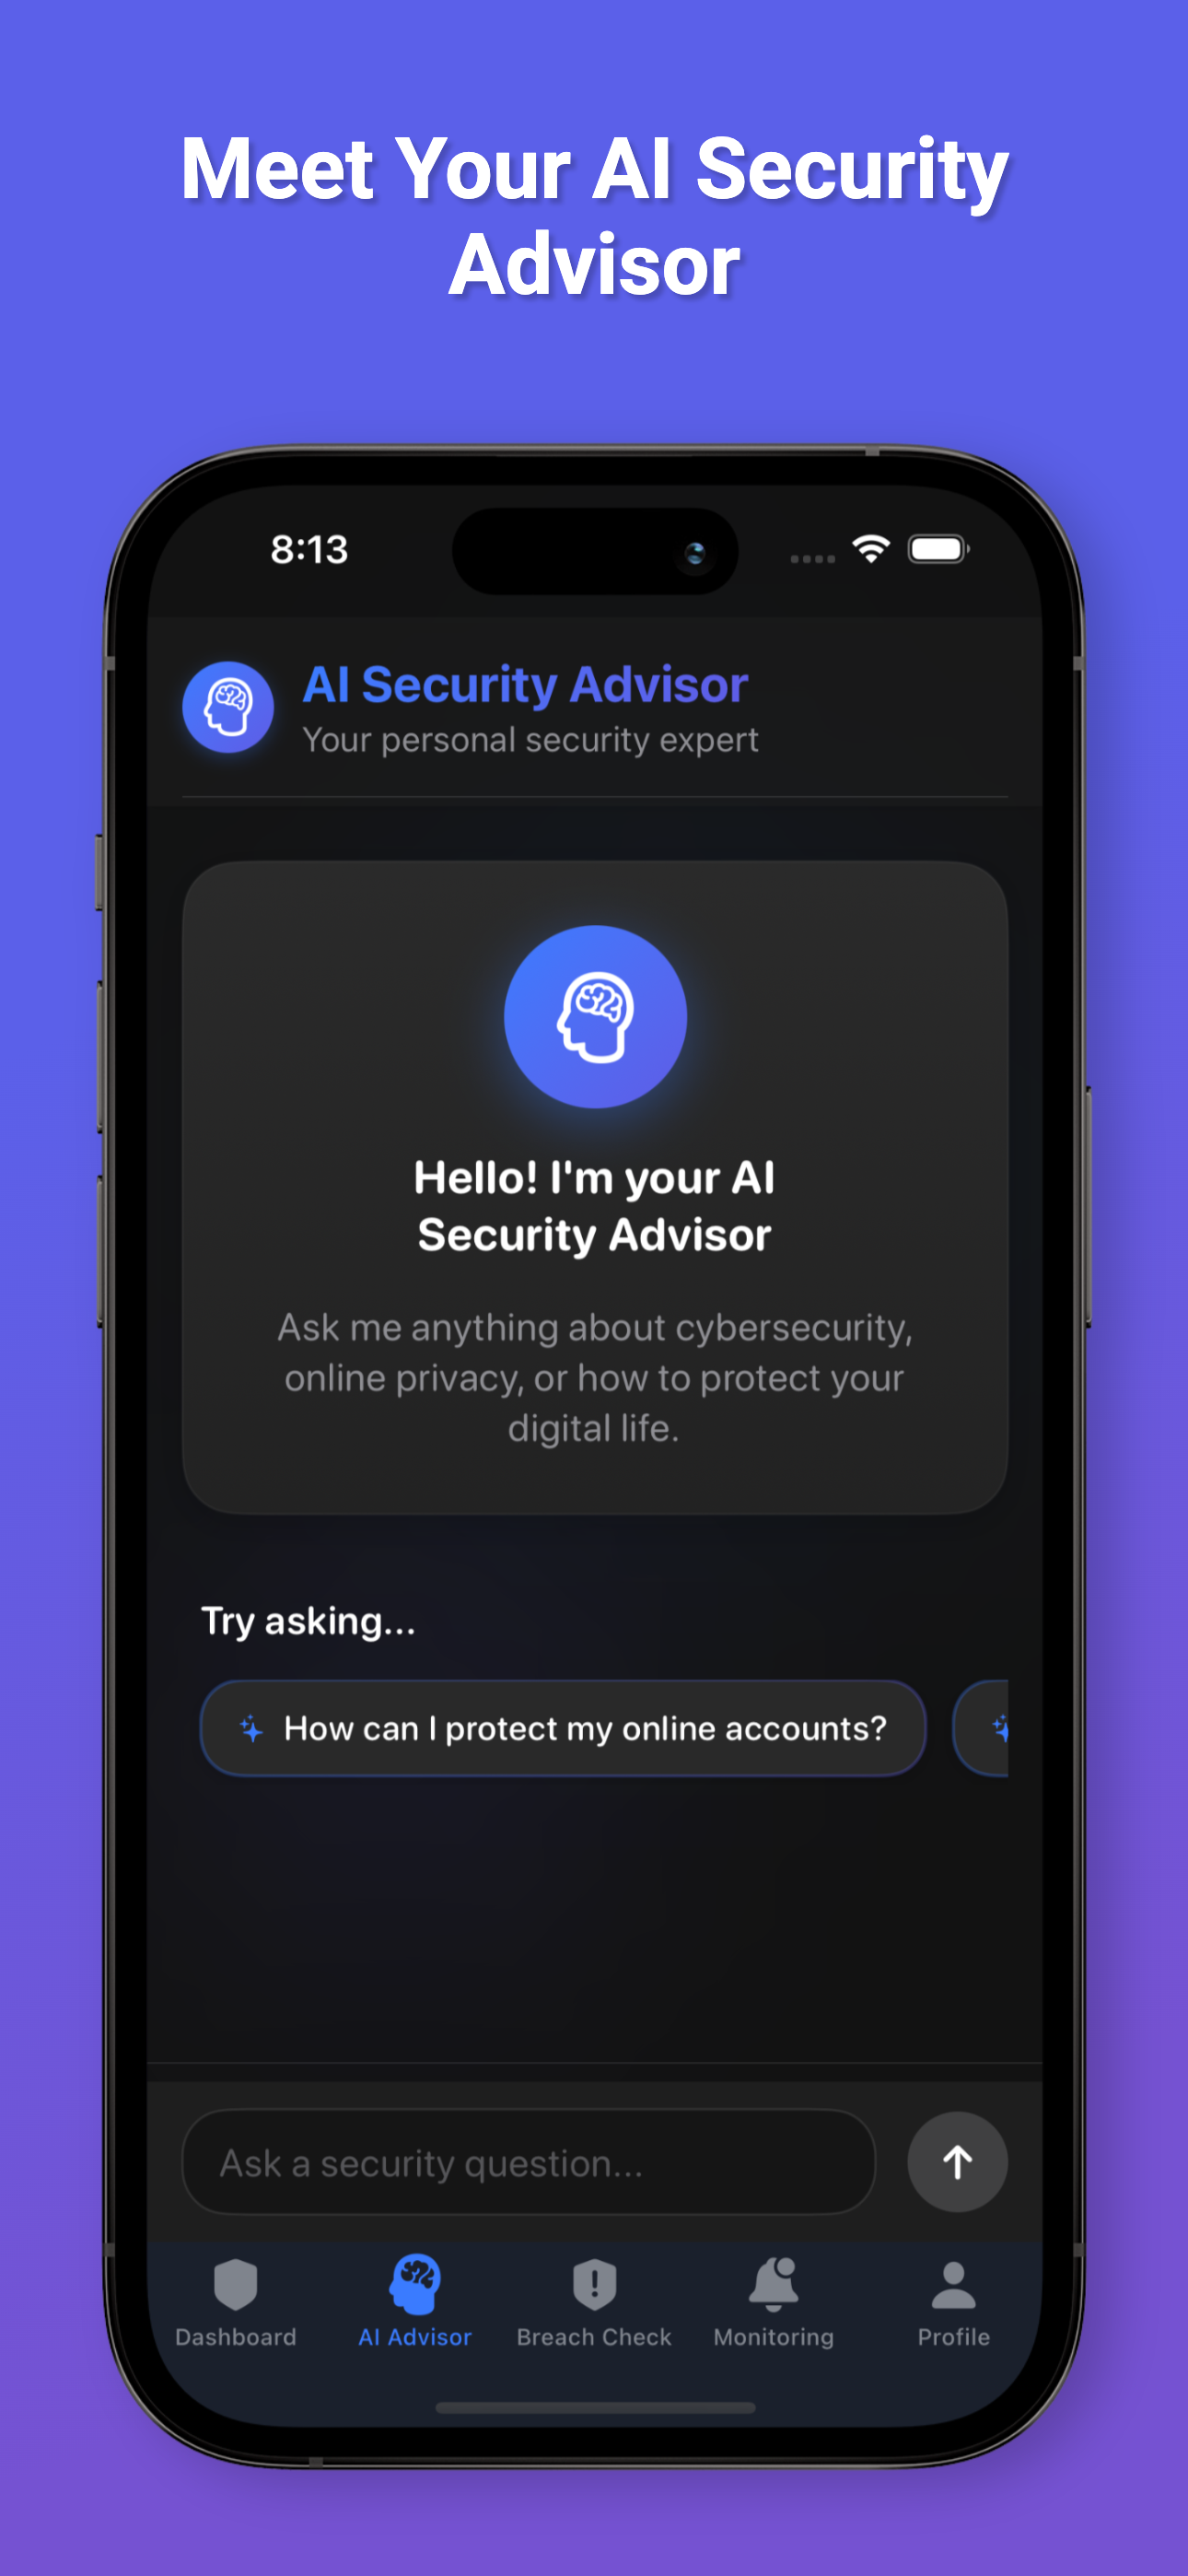 Meet Your AI Security
Advisor
8:13
AI Security Advisor
Your personal security expert
Hello! I'm your AI
Security Advisor
Ask me anything about cybersecurity,
online privacy, or how to protect your
digital life.
Try asking...
How can I protect my online accounts?
Ask a security question...
Dashboard
AI Advisor
Breach Check
Monitoring
Profile